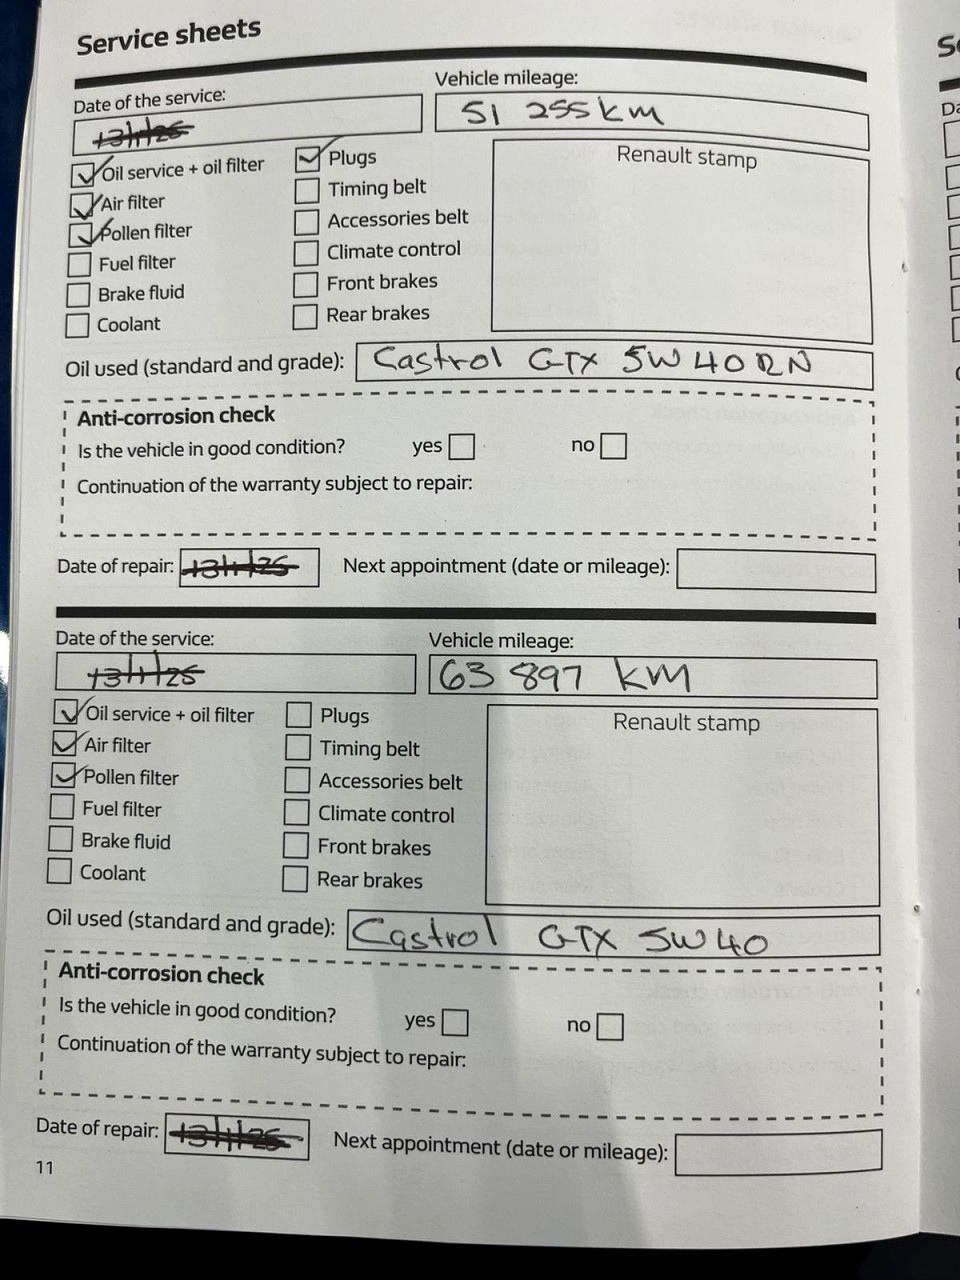 Service sheets
Date of the service:
Vehicle mileage:
13/1/25
51 255 km
Oil service + oil filter
Plugs
Renault stamp
Air filter
Timing belt
Pollen filter
Accessories belt
Fuel filter
Climate control
Brake fluid
Front brakes
Coolant
Rear brakes
Oil used (standard and grade): Castrol GTX 5W40 RN
Anti-corrosion check
Is the vehicle in good condition? yes no
Continuation of the warranty subject to repair:
Date of repair: 13/1/25 Next appointment (date or mileage):
Date of the service:
Vehicle mileage:
13/1/25
63 897 km
Oil service + oil filter
Plugs
Renault stamp
Air filter
Timing belt
Pollen filter
Accessories belt
Fuel filter
Climate control
Brake fluid
Front brakes
Coolant
Rear brakes
Oil used (standard and grade): Castrol GTX 5W40
Anti-corrosion check
Is the vehicle in good condition? yes no
Continuation of the warranty subject to repair:
Date of repair: 13/1/25 Next appointment (date or mileage):
11